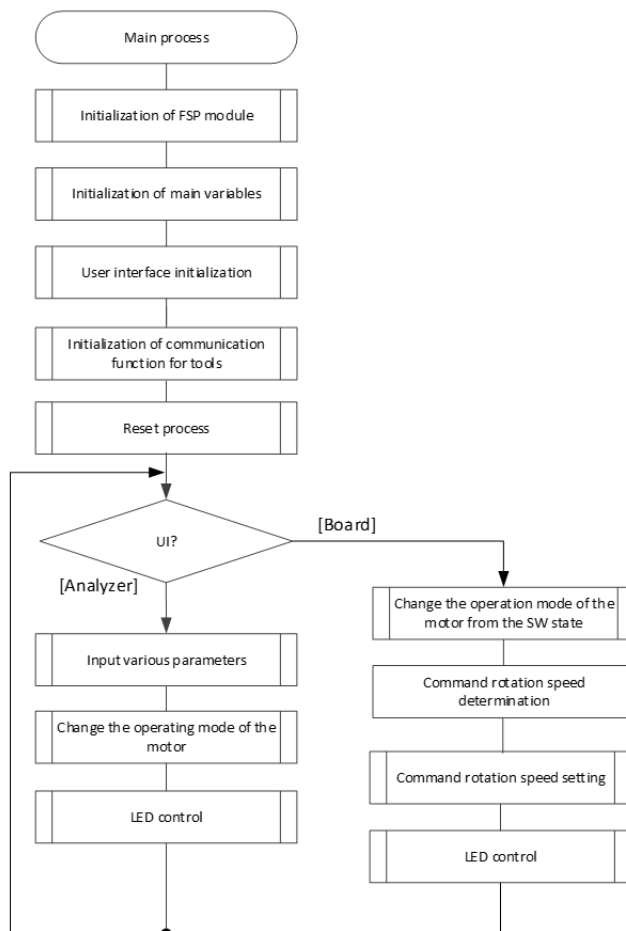 Main process
Initialization of FSP module
Initialization of main variables
User interface initialization
Initialization of communication
function for tools
Reset process
UI?
[Board]
[Analyzer]
Input various parameters
Change the operating mode of the
motor
LED control
Change the operation mode of the
motor from the SW state
Command rotation speed
determination
Command rotation speed setting
LED control